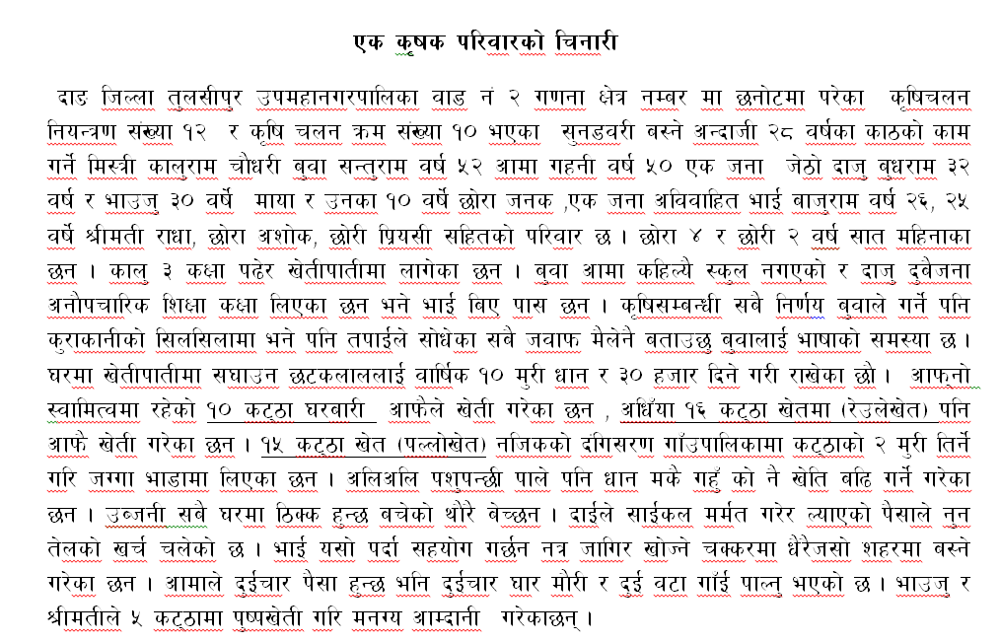 एक कृषक परिवारको चिनारी
दाङ जिल्ला तुलसीपुर उपमहानगरपालिका वाड नं २ गणना क्षेत्र नम्बर मा छनोटमा परेका कृषिचलन
नियन्त्रण संख्या १२ र कृषि चलन क्रम संख्या १० भएका सुनडवरी बस्ने अन्दाजी २८ वर्षका काठको काम
गर्ने मिस्त्री कालुराम चौधरी बुवा सन्तुराम वर्ष ५२ आमा गहनी वर्ष ५० एक जना जेठो दाजु बुधराम ३२
वर्ष र भाउजु ३० वर्षे माया र उनका १० वर्षे छोरा जनक ,एक जना अविवाहित भाई बाजुराम वर्ष २६, २५
वर्षे श्रीमती राधा, छोरा अशोक, छोरी प्रियसी सहितको परिवार छ । छोरा ४ र छोरी २ वर्ष सात महिनाका
छन । कालु ३ कक्षा पढेर खेतीपातीमा लागेका छन । बुवा आमा कहिल्यै स्कुल नगएको र दाजु दुबैजना
अनौपचारिक शिक्षा कक्षा लिएका छन भने भाई बिए पास छन । कृषिसम्बन्धी सबै निर्णय बुवाले गर्ने पनि
कुराकानीको सिलसिलामा भने पनि तपाईले सोधेका सबै जवाफ मैलेनै बताउछु बुवालाई भाषाको समस्या छ ।
घरमा खेतीपातीमा सघाउन छटकलाललाई वार्षिक १० मुरी धान र ३० हजार दिने गरी राखेका छौ । आफ्नो
स्वामित्वमा रहेको १० कट्ठा घरबारी आफैले खेती गरेका छन , अधिँया १६ कट्ठा खेतमा (रेउलेखेत) पनि
आफै खेती गरेका छन । १५ कट्ठा खेत (पल्लोखेत) नजिकको दंगिसरण गाँउपालिकामा कट्ठाको २ मुरी तिर्ने
गरि जग्गा भाडामा लिएका छन । अलिअलि पशुपन्छी पाले पनि धान मकै गहुँ को नै खेति बढि गर्ने गरेका
छन । उब्जनी सबै घरमा ठिक्क हुन्छ बचेको थौरै बेच्छन । दाईले साईकल मर्मत गरेर ल्याएको पैसाले नुन
तेलको खर्च चलेको छ । भाई यसो पर्दा सहयोग गर्छन नत्र जागिर खोज्ने चक्करमा धैरैजसो शहरमा बस्ने
गरेका छन । आमाले दुईचार पैसा हुन्छ भनि दुईचार घार मौरी र दुई वटा गाँई पाल्नु भएको छ । भाउजु र
श्रीमतीले ५ कट्ठामा पुष्पखेती गरि मनग्य आम्दानी गरेकाछन् ।